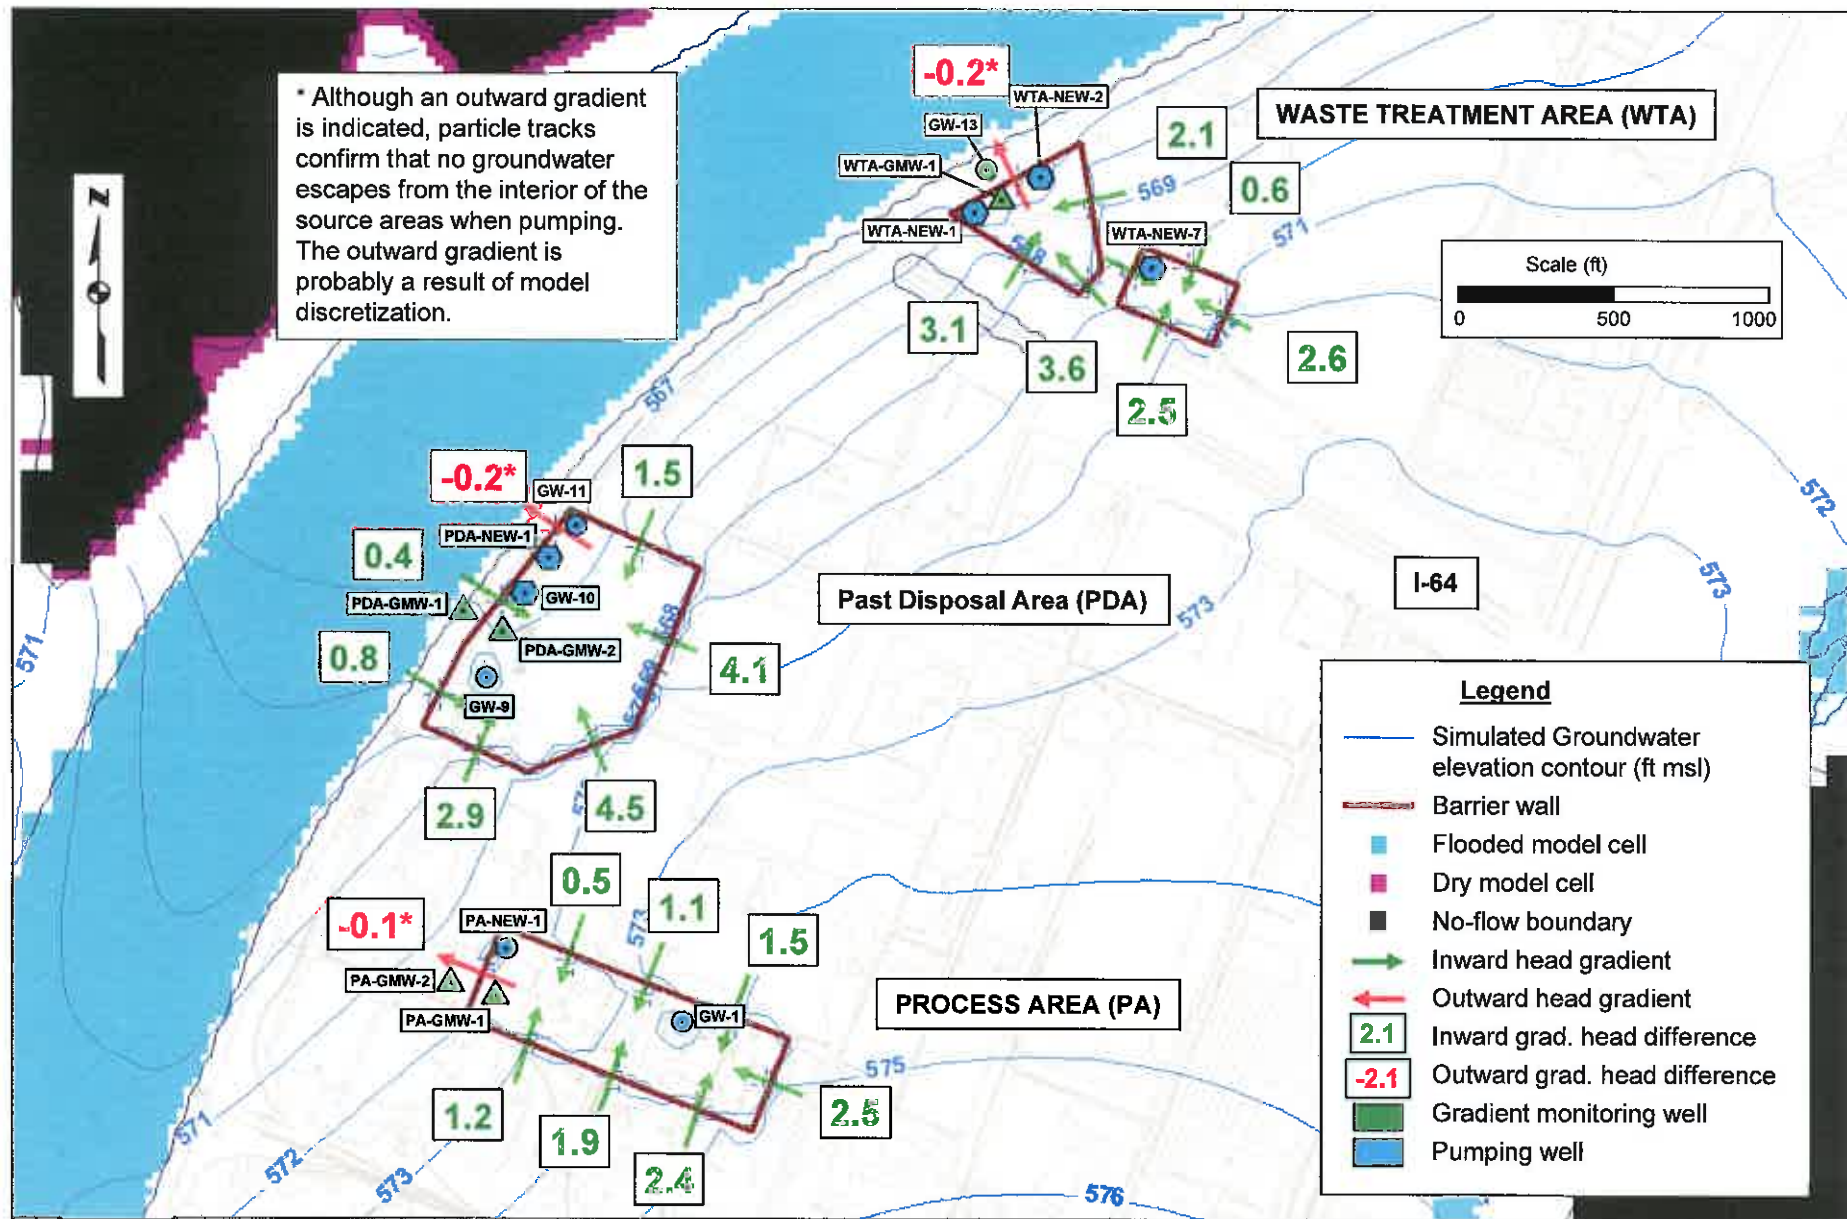 * Although an outward gradient
is indicated, particle tracks
confirm that no groundwater
escapes from the interior of the
source areas when pumping.
The outward gradient is
probably a result of model
discretization.
N
-0.2*
WTA-NEW-2
GW-13
WTA-GMW-1
WTA-NEW-1
WASTE TREATMENT AREA (WTA)
2.1
569
0.6
571
WTA-NEW-7
568
3.1
3.6
2.5
2.6
Scale (ft)
0 500 1000
567
572
573
-0.2*
GW-11
1.5
PDA-NEW-1
0.4
GW-10
PDA-GMW-1
PDA-GMW-2
0.8
GW-9
568
569
4.1
2.9
4.5
Past Disposal Area (PDA)
573
I-64
571
0.5
1.1
1.5
573
-0.1*
PA-NEW-1
PA-GMW-2
PA-GMW-1
GW-1
PROCESS AREA (PA)
575
1.2
1.9
2.4
2.5
571
572
573
576
Legend
Simulated Groundwater
elevation contour (ft msl)
Barrier wall
Flooded model cell
Dry model cell
No-flow boundary
Inward head gradient
Outward head gradient
2.1 Inward grad. head difference
-2.1 Outward grad. head difference
Gradient monitoring well
Pumping well